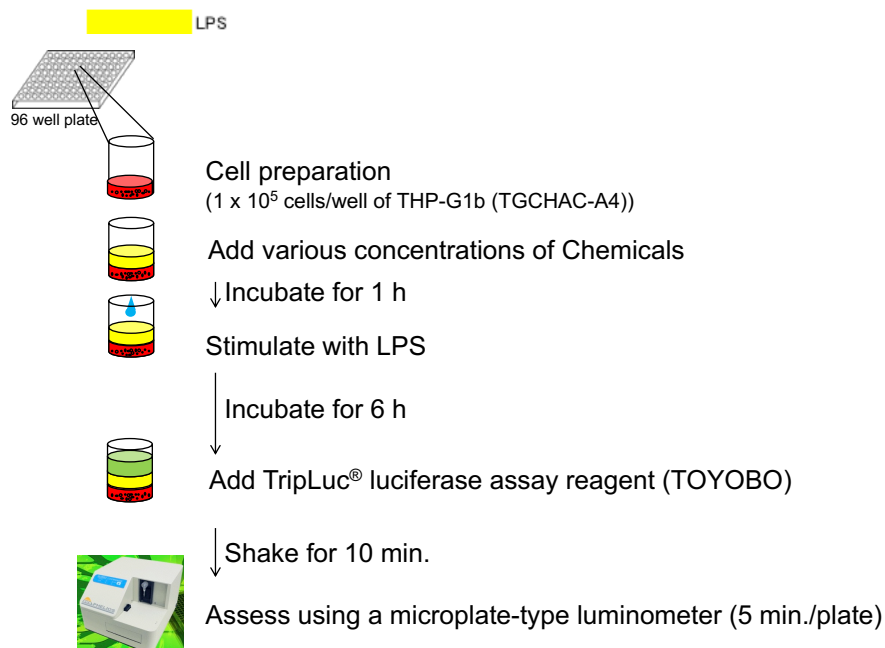 LPS
96 well plate
Cell preparation
(1 x 10⁵ cells/well of THP-G1b (TGCHAC-A4))
Add various concentrations of Chemicals
Incubate for 1 h
Stimulate with LPS
Incubate for 6 h
Add TripLuc® luciferase assay reagent (TOYOBO)
Shake for 10 min.
Assess using a microplate-type luminometer (5 min./plate)